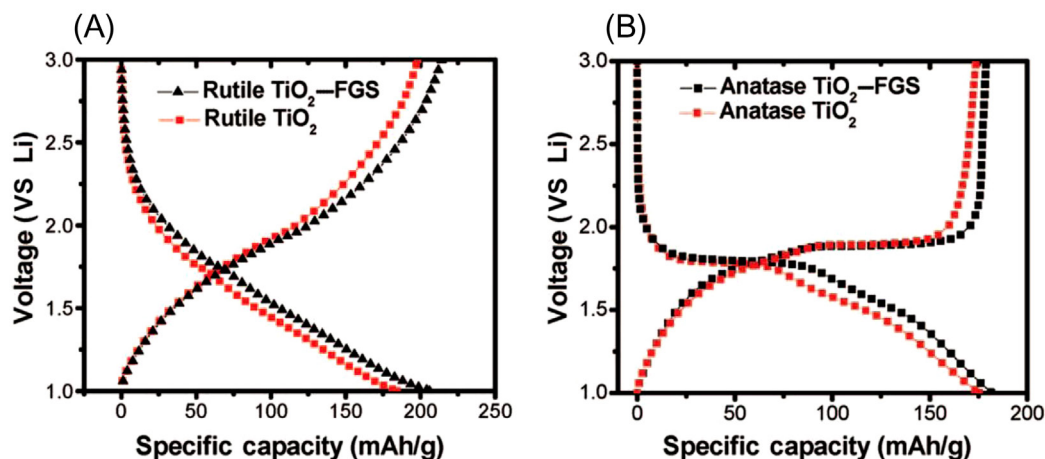 (A)
3.0
2.5
2.0
1.5
1.0
Voltage (VS Li)
Rutile TiO₂–FGS
Rutile TiO₂
0 50 100 150 200 250
Specific capacity (mAh/g)
(B)
3.0
2.5
2.0
1.5
1.0
Voltage (VS Li)
Anatase TiO₂–FGS
Anatase TiO₂
0 50 100 150 200
Specific capacity (mAh/g)